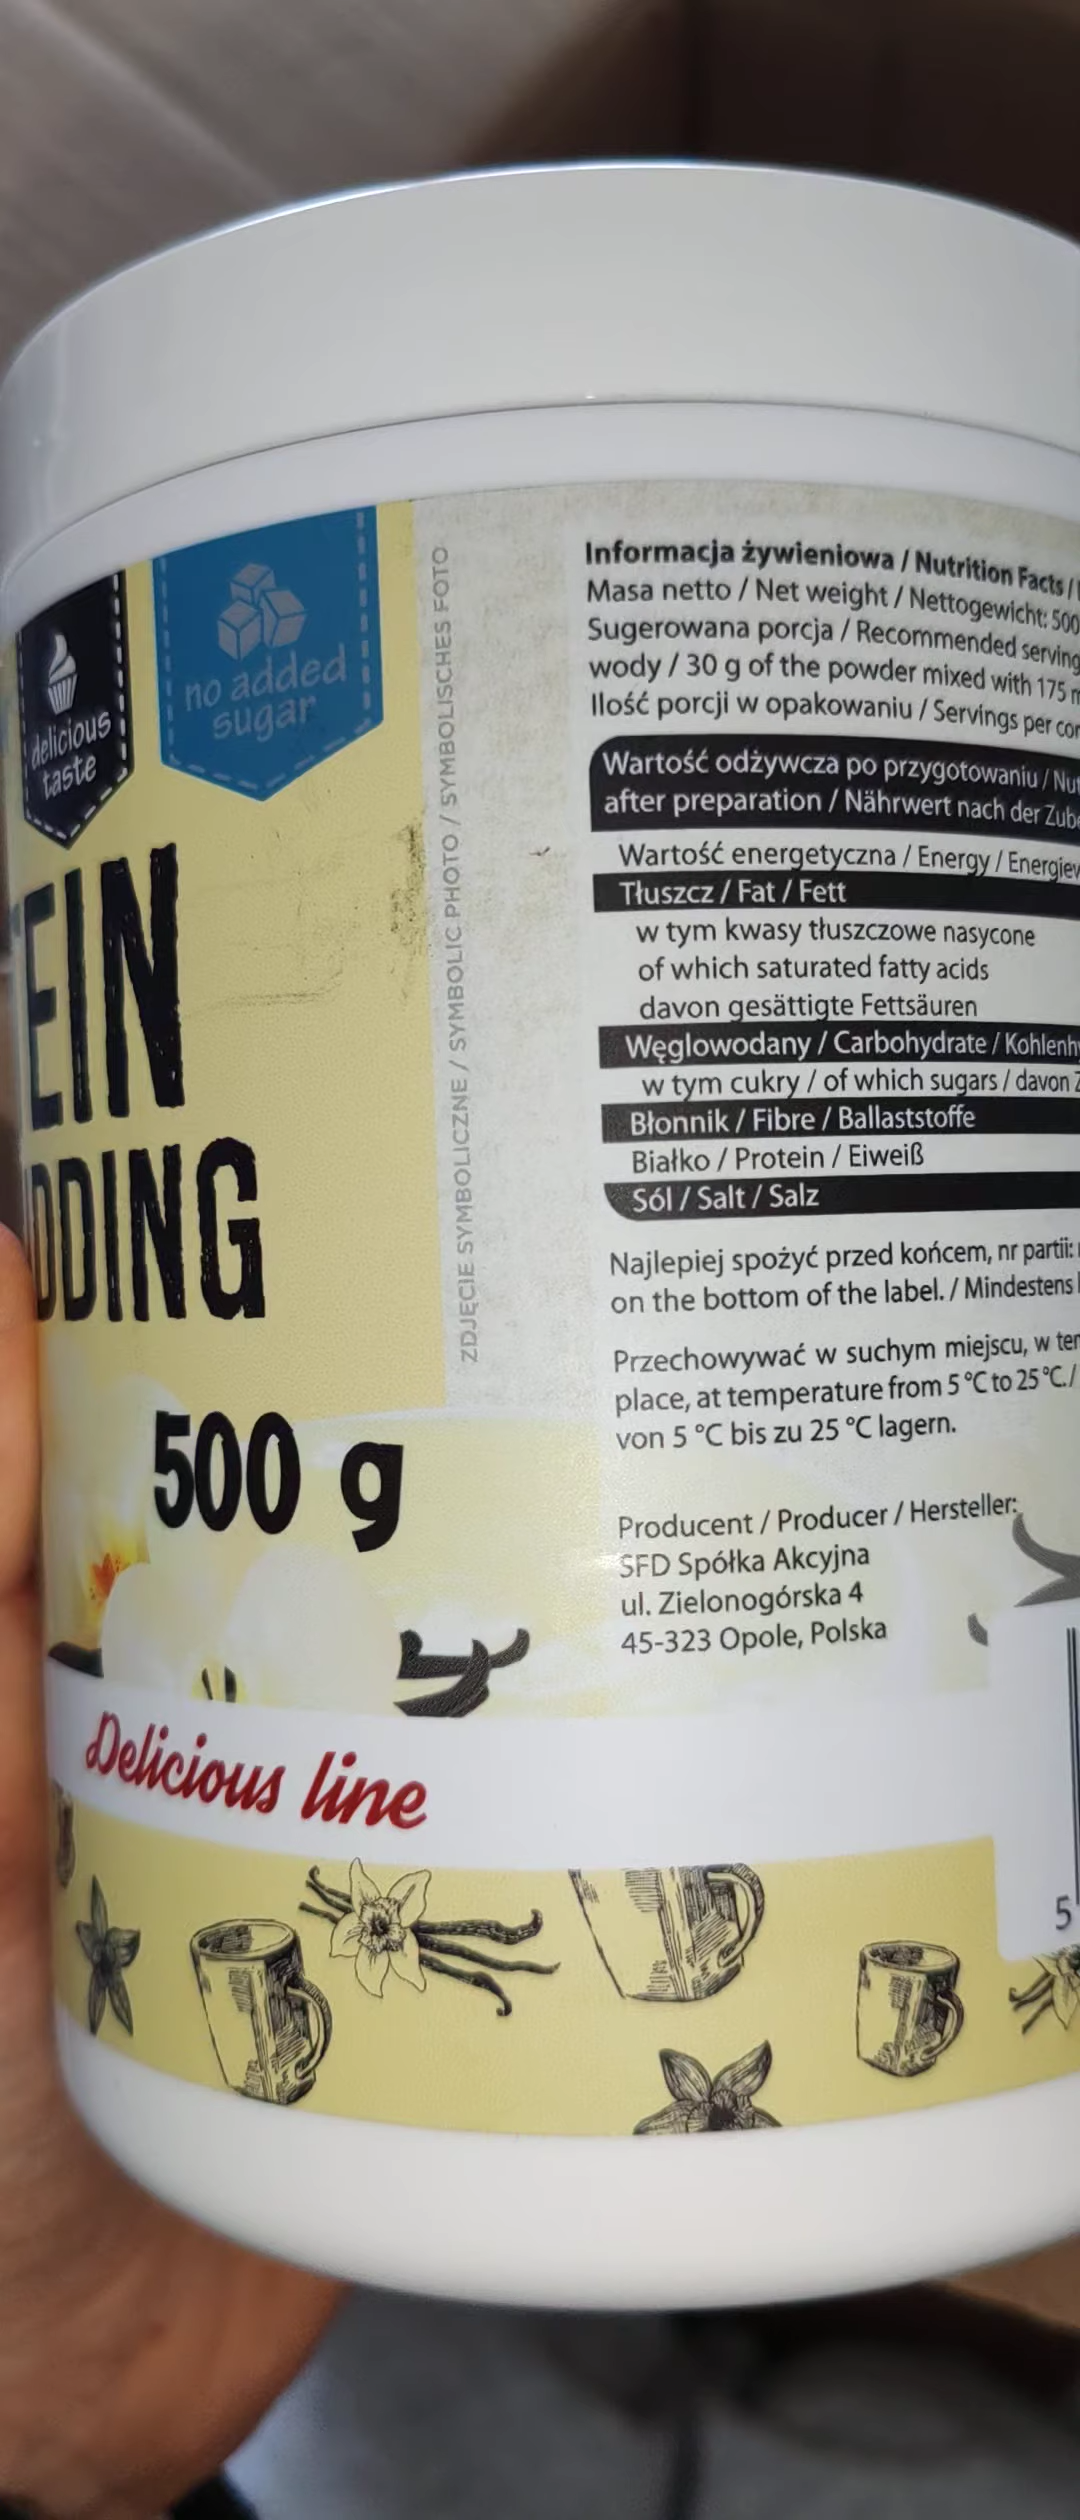 delicious
taste
no added
sugar
EIN
DDING
500 g
Delicious line
ZDJĘCIE SYMBOLICZNE / SYMBOLIC PHOTO / SYMBOLISCHES FOTO
Informacja żywieniowa / Nutrition Facts /
Masa netto / Net weight / Nettogewicht: 500
Sugerowana porcja / Recommended serving
wody / 30 g of the powder mixed with 175 m
Ilość porcji w opakowaniu / Servings per con
Wartość odżywcza po przygotowaniu / Nut
after preparation / Nährwert nach der Zube
Wartość energetyczna / Energy / Energiew
Tłuszcz / Fat / Fett
w tym kwasy tłuszczowe nasycone
of which saturated fatty acids
davon gesättigte Fettsäuren
Węglowodany / Carbohydrate / Kohlenhy
w tym cukry / of which sugars / davon Z
Błonnik / Fibre / Ballaststoffe
Białko / Protein / Eiweiß
Sól / Salt / Salz
Najlepiej spożyć przed końcem, nr partii:
on the bottom of the label. / Mindestens
Przechowywać w suchym miejscu, w tem
place, at temperature from 5 °C to 25 °C. /
von 5 °C bis zu 25 °C lagern.
Producent / Producer / Hersteller:
SFD Spółka Akcyjna
ul. Zielonogórska 4
45-323 Opole, Polska
5